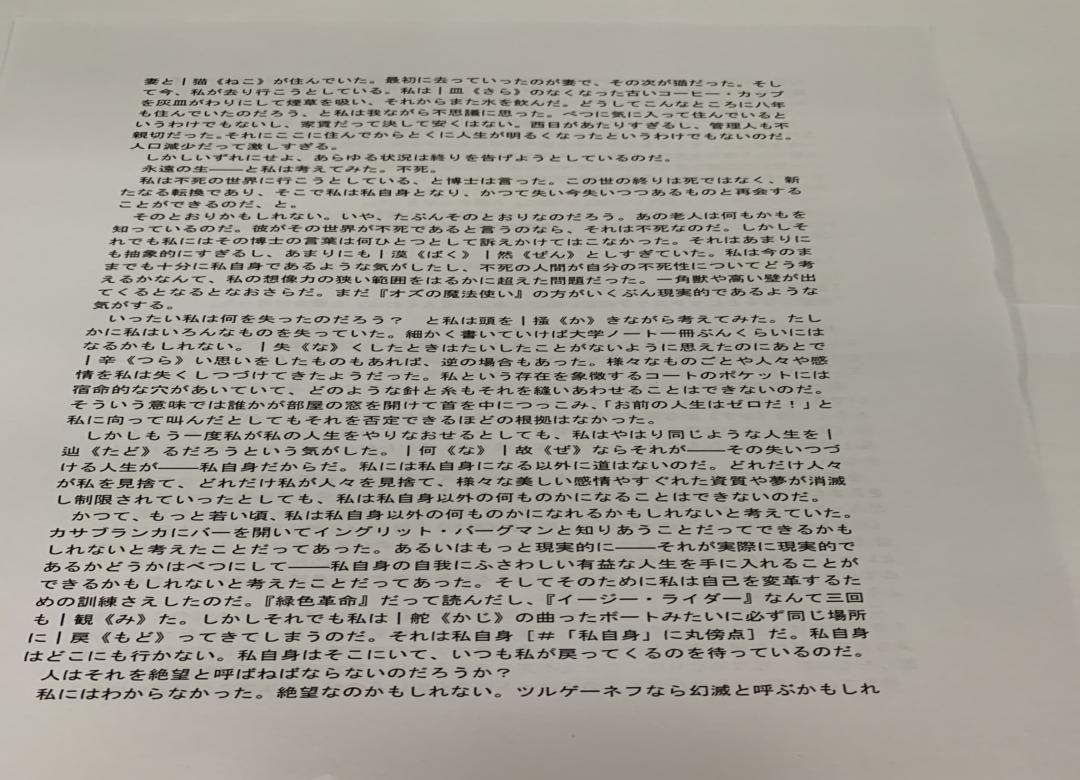 妻と|猫《ねこ》が住んでいた。最初に去っていったのが妻で、その次が猫だった。そし
て今、私が去り行こうとしている。私は|皿《さら》のなくなった古いコーヒー・カップ
を灰皿がわりにして煙草を吸い、それからまた水を飲んだ。どうしてこんなところに八年
も住んでいたのだろう、と私は我ながら不思議に思った。べつに気に入って住んでいると
いうわけでもないし、家賃だって決して安くはない。西日があたりすぎるし、管理人も不
親切だった。それにここに住んでからとくに人生が明るくなったというわけでもないのだ。
人口減少だって激しすぎる。
しかしいずれにせよ、あらゆる状況は終りを告げようとしているのだ。
永遠の生――と私は考えてみた。不死。
私は不死の世界に行こうとしている、と博士は言った。この世の終りは死ではなく、新
たなる転換であり、そこで私は私自身となり、かつて失い今失いつつあるものと再会する
ことができるのだ、と。
そのとおりかもしれない。いや、たぶんそのとおりなのだろう。あの老人は何もかもを
知っているのだ。彼がその世界が不死であると言うのなら、それは不死なのだ。しかしそ
れでも私にはその博士の言葉は何ひとつとして訴えかけてはこなかった。それはあまりに
も抽象的にすぎるし、あまりにも|漠《ばく》|然《ぜん》としすぎていた。私は今のま
までも十分に私自身であるような気がしたし、不死の人間が自分の不死性についてどう考
えるかなんて、私の想像力の狭い範囲をはるかに超えた問題だった。一角獣や高い壁が出
てくるとなるとなおさらだ。まだ『オズの魔法使い』の方がいくぶん現実的であるような
気がする。
いったい私は何を失ったのだろう？　と私は頭を|掻《か》きながら考えてみた。たし
かに私はいろんなものを失っていた。細かく書いていけば大学ノート一冊ぶんくらいには
なるかもしれない。|失《な》くしたときはたいしたことがないように思えたのにあとで
|辛《つら》い思いをしたものもあれば、逆の場合もあった。様々なものごとや人々や感
情を私は失くしつづけてきたようだった。私という存在を象徴するコートのポケットには
宿命的な穴があいていて、どのような針と糸もそれを縫いあわせることはできないのだ。
そういう意味では誰かが部屋の窓を開けて首を中につっこみ、「お前の人生はゼロだ！」と
私に向って叫んだとしてもそれを否定できるほどの根拠はなかった。
しかしもう一度私が私の人生をやりなおせるとしても、私はやはり同じような人生を|
辿《たど》るだろうという気がした。|何《な》|故《ぜ》ならそれが――その失いつづ
ける人生が――私自身だからだ。私には私自身になる以外に道はないのだ。どれだけ人々
が私を見捨て、どれだけ私が人々を見捨て、様々な美しい感情やすぐれた資質や夢が消滅
し制限されていったとしても、私は私自身以外の何ものかになることはできないのだ。
かつて、もっと若い頃、私は私自身以外の何ものかになれるかもしれないと考えていた。
カサブランカにバーを開いてイングリット・バーグマンと知りあうことだってできるかも
しれないと考えたことだってあった。あるいはもっと現実的に――それが実際に現実的で
あるかどうかはべつにして――私自身の自我にふさわしい有益な人生を手に入れることが
できるかもしれないと考えたことだってあった。そしてそのために私は自己を変革するた
めの訓練さえしたのだ。『緑色革命』だって読んだし、『イージー・ライダー』なんて三回
も|観《み》た。しかしそれでも私は|舵《かじ》の曲ったボートみたいに必ず同じ場所
に|戻《もど》ってきてしまうのだ。それは私自身［＃「私自身」に丸傍点］だ。私自身
はどこにも行かない。私自身はそこにいて、いつも私が戻ってくるのを待っているのだ。
人はそれを絶望と呼ばねばならないのだろうか？
私にはわからなかった。絶望なのかもしれない。ツルゲーネフなら幻滅と呼ぶかもしれ